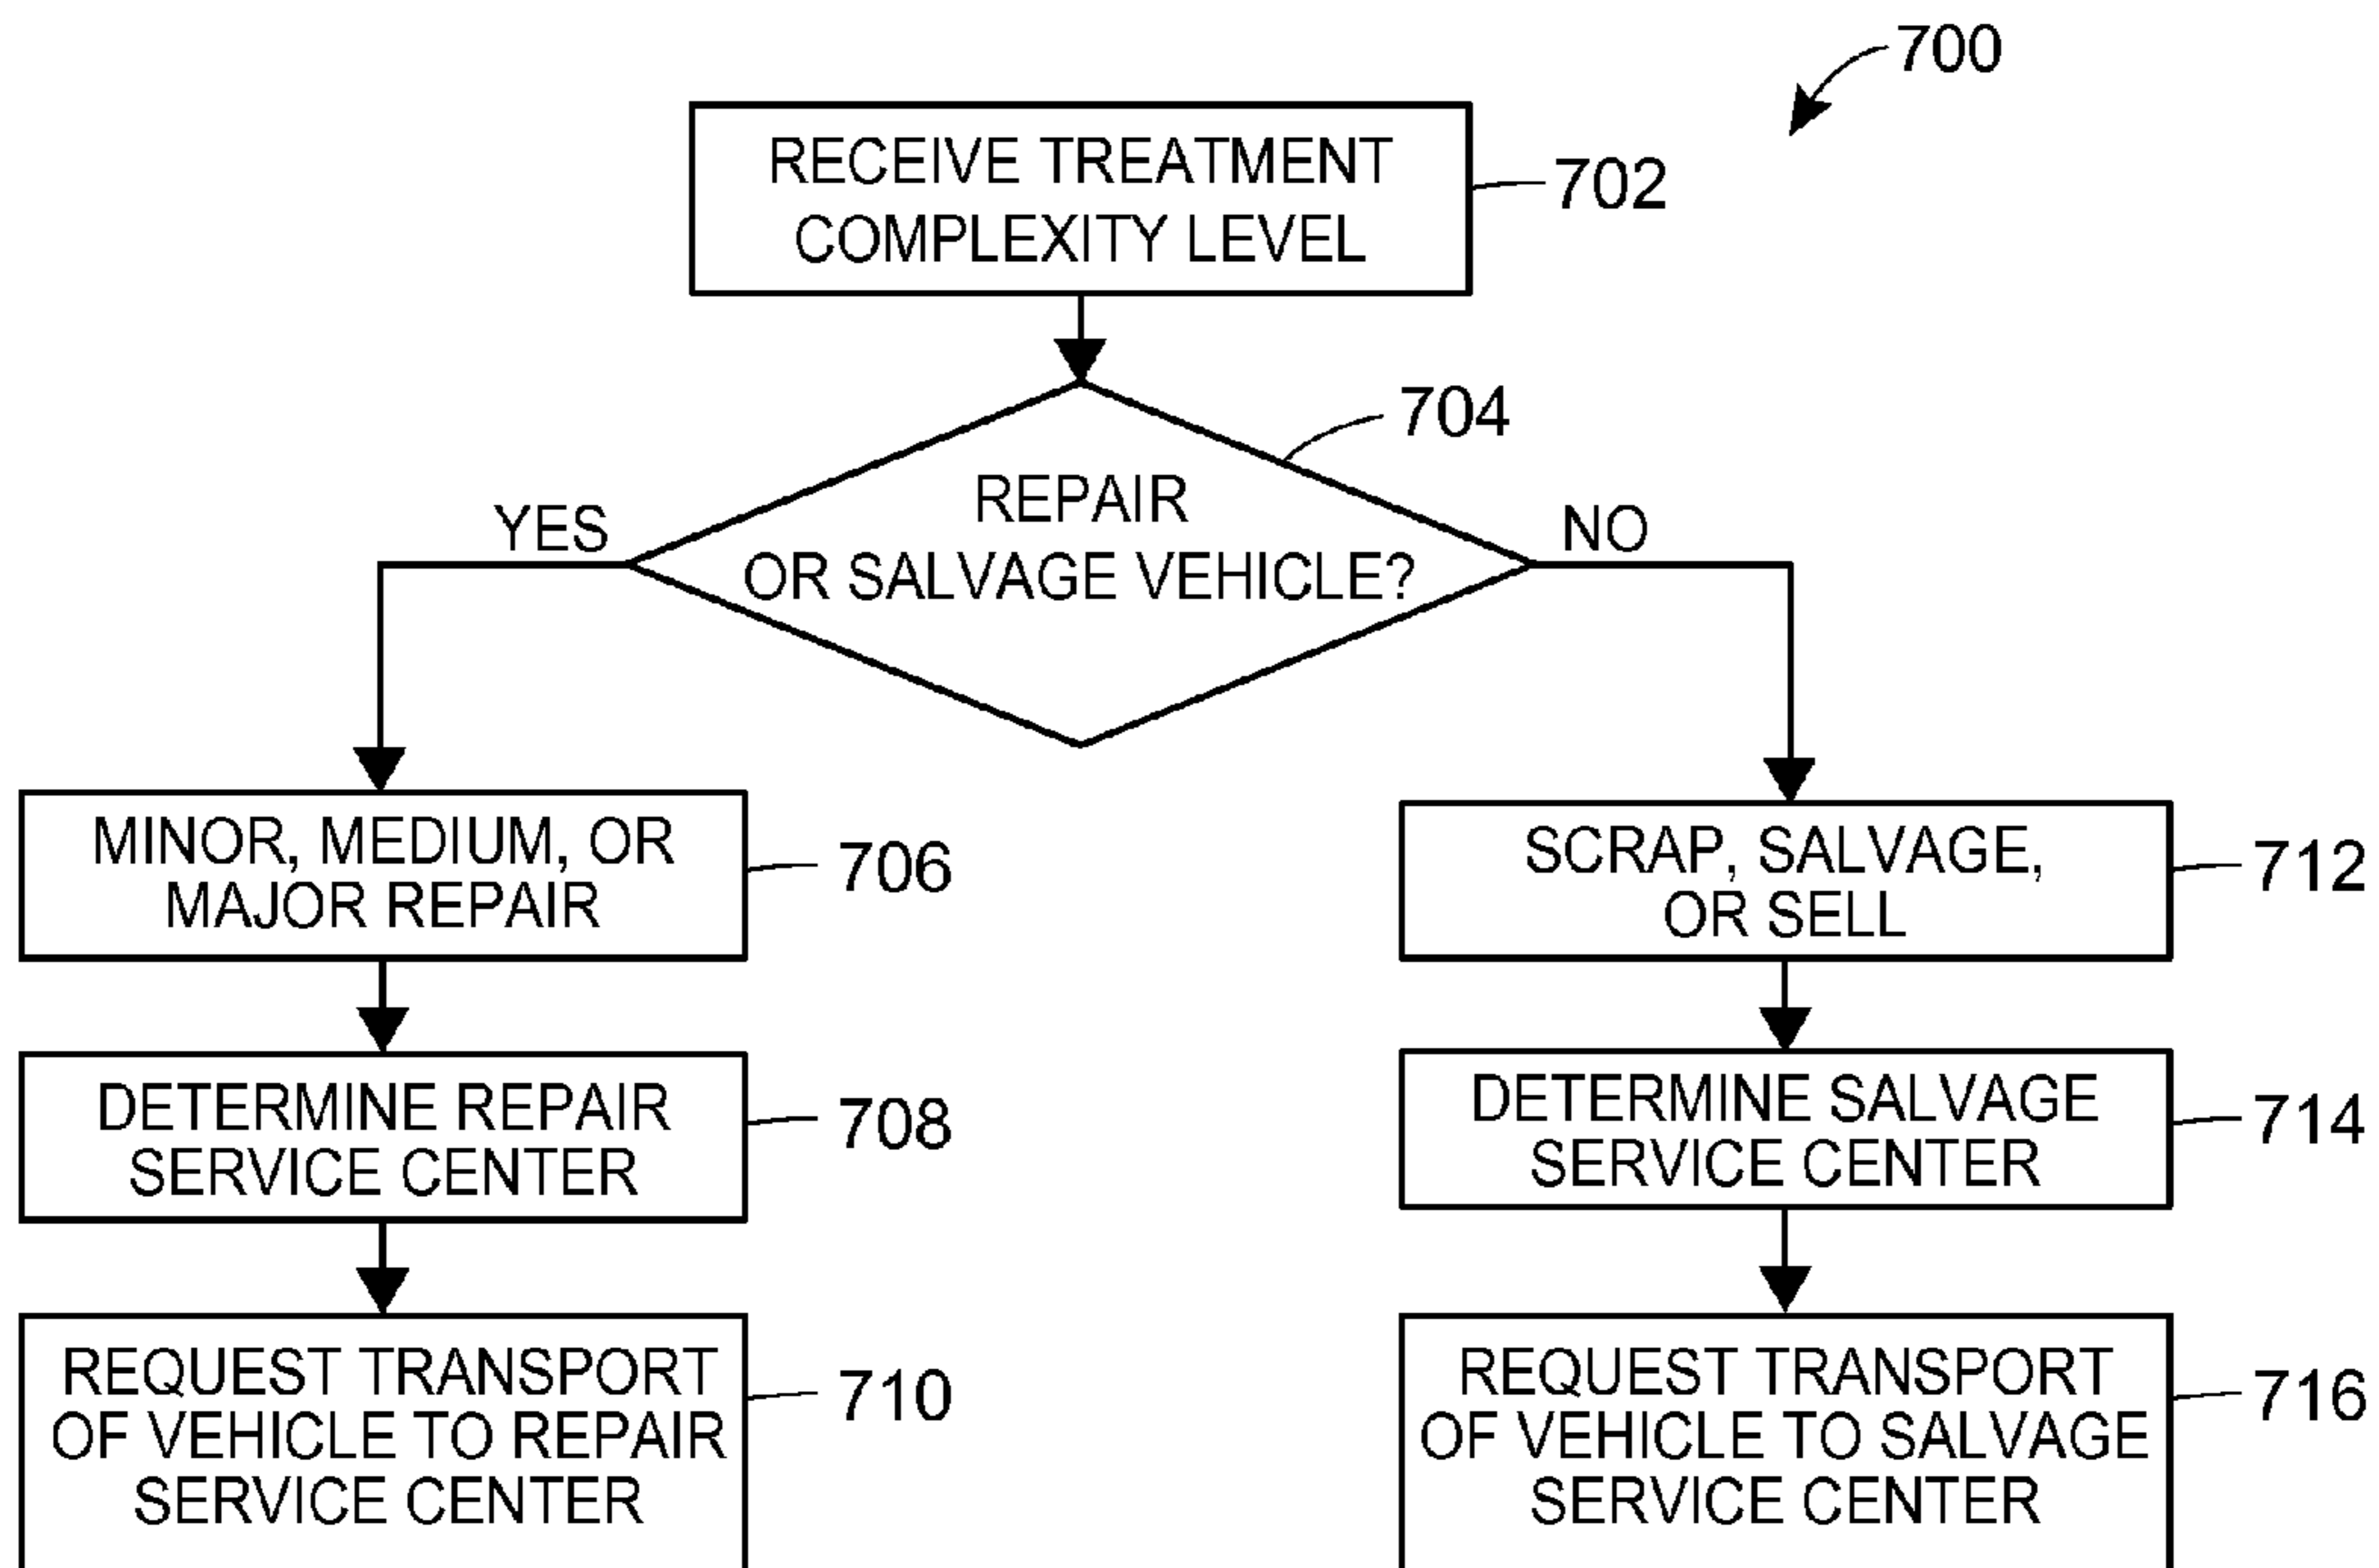 700
RECEIVE TREATMENT
COMPLEXITY LEVEL
702
704
REPAIR
OR SALVAGE VEHICLE?
YES
NO
MINOR, MEDIUM, OR
MAJOR REPAIR
706
DETERMINE REPAIR
SERVICE CENTER
708
REQUEST TRANSPORT
OF VEHICLE TO REPAIR
SERVICE CENTER
710
SCRAP, SALVAGE,
OR SELL
712
DETERMINE SALVAGE
SERVICE CENTER
714
REQUEST TRANSPORT
OF VEHICLE TO SALVAGE
SERVICE CENTER
716